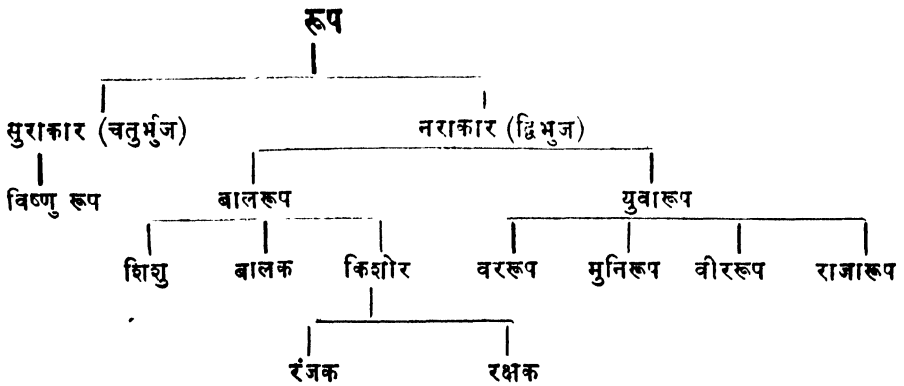 रूप
सुराकार (चतुर्भुज) नराकार (द्विभुज)
विष्णु रूप बालरूप युवारूप
शिशु बालक किशोर वररूप मुनिरूप वीररूप राजारूप
रंजक रक्षक